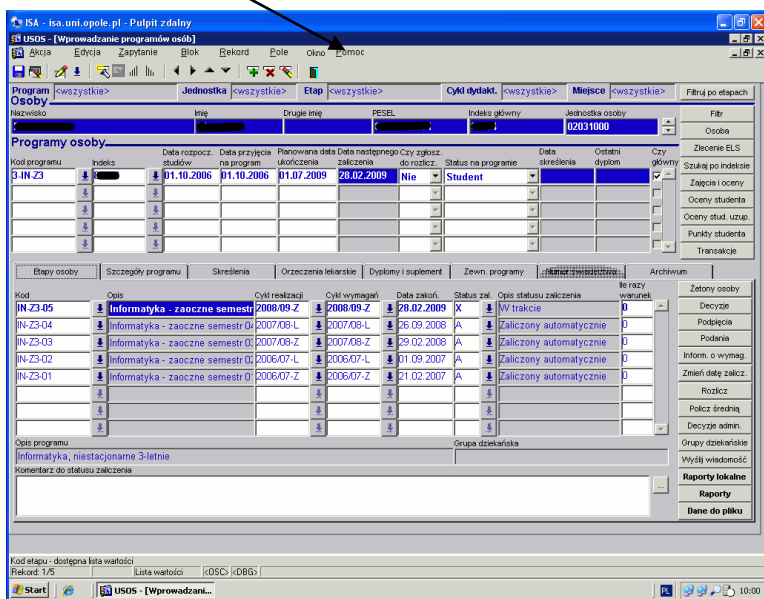 ISA - isa.uni.opole.pl - Pulpit zdalny
USOS - [Wprowadzanie programów osób]
Akcja Edycja Zapytanie Blok Rekord Pole Okno Pomoc
Program <wszystkie> Jednostka <wszystkie> Etap <wszystkie> Cykl dydakt. <wszystkie> Miejsce <wszystkie> Filtruj po etapach
Osoby
Nazwisko Imię Drugie imię PESEL Indeks główny Jednostka osoby Filtr
02031000 Osoba
Programy osoby
Zlecenie ELS
Data rozpocz. Data przyjęcia Planowana data Data następnego Czy zgłosz. Data Ostatni Czy
Kod programu Indeks studiów na program ukończenia zaliczenia do rozlicz. Status na programie skreślenia dyplom główny
Szukaj po indeksie
3-IN-Z3 8 01.10.2006 01.10.2006 01.07.2009 28.02.2009 Nie Student
Zajęcia i oceny
Oceny studenta
Oceny stud. uzup.
Punkty studenta
Transakcje
Etapy osoby Szczegóły programu Skreślenia Orzeczenia lekarskie Dyplomy i suplement Zewn. programy Archiwum
Ile razy
Kod Opis Cykl realizacji Cykl wymagań Data zakoń. Status zal. Opis statusu zaliczenia warunek
Żetony osoby
IN-Z3-05 Informatyka - zaoczne semestr 2008/09-Z 2008/09-Z 28.02.2009 X W trakcie 0
Decyzje
IN-Z3-04 Informatyka - zaoczne semestr 04 2007/08-L 2007/08-L 26.09.2008 A Zaliczony automatycznie 0
Podpięcia
IN-Z3-03 Informatyka - zaoczne semestr 03 2007/08-Z 2007/08-Z 29.02.2008 A Zaliczony automatycznie 0
Podania
IN-Z3-02 Informatyka - zaoczne semestr 02 2006/07-L 2006/07-L 01.09.2007 A Zaliczony automatycznie 0
Inform. o wymag.
IN-Z3-01 Informatyka - zaoczne semestr 01 2006/07-Z 2006/07-Z 21.02.2007 A Zaliczony automatycznie 0
Zmień datę zalicz.
Rozlicz
Policz średnią
Decyzje admin.
Opis programu Grupa dziekańska
Grupy dziekańskie
Informatyka, niestacjonarne 3-letnie
Wyślij wiadomość
Komentarz do statusu zaliczenia
Raporty lokalne
...
Raporty
Dane do pliku
Kod etapu - dostępna lista wartości
Rekord: 1/5 Lista wartości <OSC> <DBG>
Start USOS - [Wprowadzani... PL 10:00